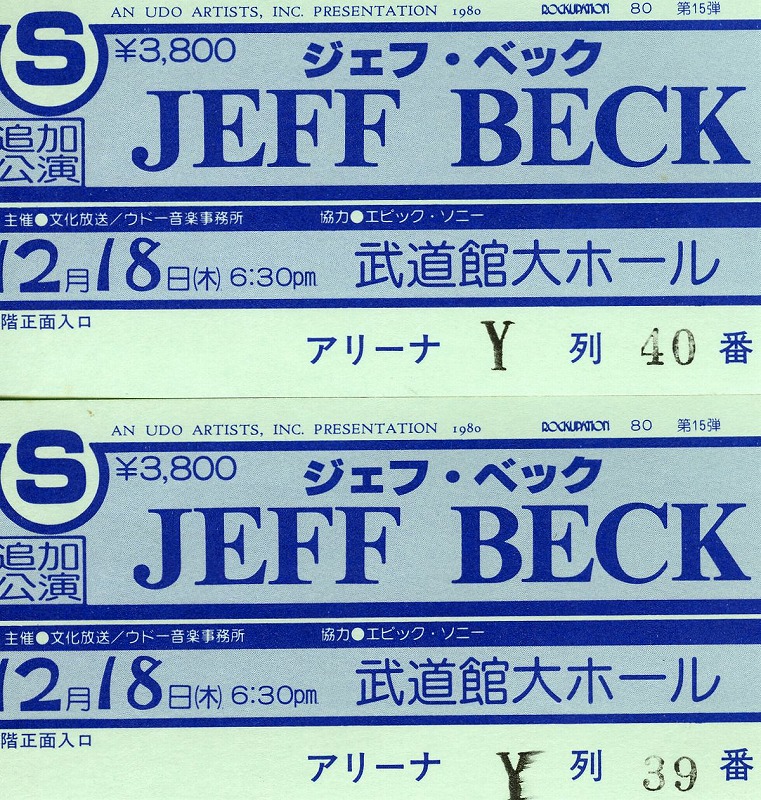 AN UDO ARTISTS, INC. PRESENTATION 1980 ROCKUPATION 80 第15弾
S ¥3,800 ジェフ・ベック
JEFF BECK
追加
公演
主催●文化放送／ウドー音楽事務所 協力●エピック・ソニー
12月18日(木) 6:30pm 武道館大ホール
階正面入口
アリーナ Y 列 40 番
AN UDO ARTISTS, INC. PRESENTATION 1980 ROCKUPATION 80 第15弾
S ¥3,800 ジェフ・ベック
JEFF BECK
追加
公演
主催●文化放送／ウドー音楽事務所 協力●エピック・ソニー
12月18日(木) 6:30pm 武道館大ホール
階正面入口
アリーナ Y 列 39 番